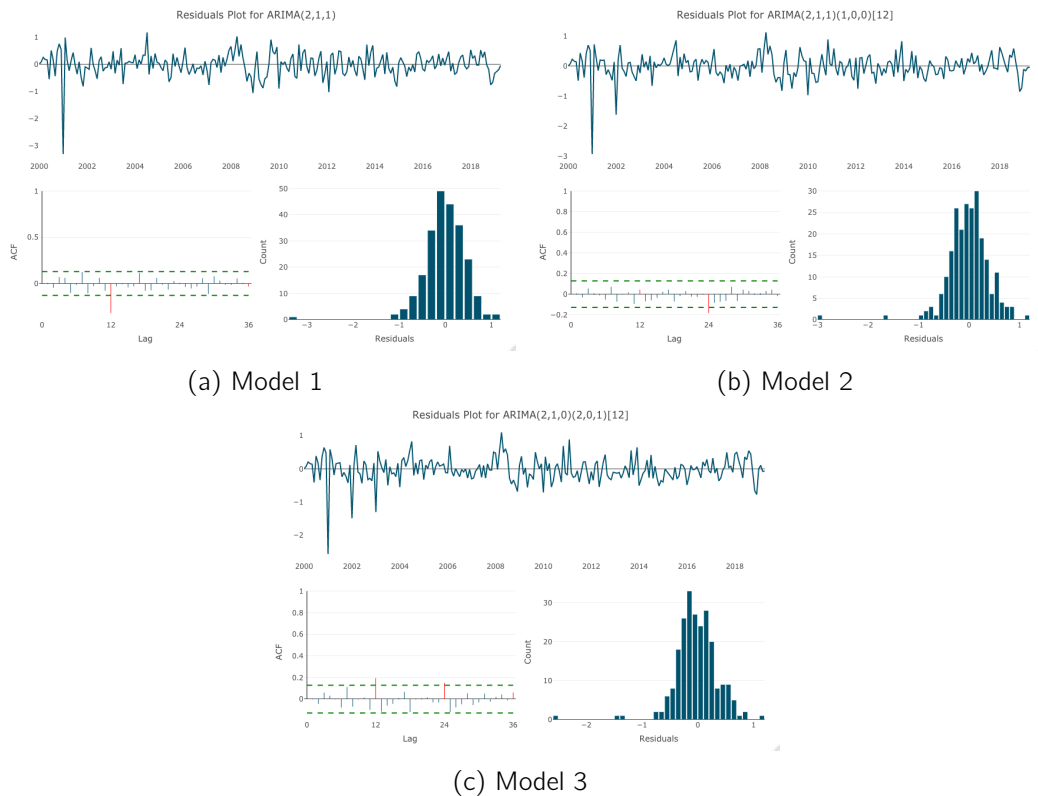 Residuals Plot for ARIMA(2,1,1)
1
0
−1
−2
−3
2000 2002 2004 2006 2008 2010 2012 2014 2016 2018
1
0.5
0
ACF
0 12 24 36
Lag
50
40
30
20
10
0
Count
−3 −2 −1 0 1
Residuals
(a) Model 1
Residuals Plot for ARIMA(2,1,1)(1,0,0)[12]
1
0
−1
−2
−3
2000 2002 2004 2006 2008 2010 2012 2014 2016 2018
1
0.8
0.6
0.4
0.2
0
−0.2
ACF
0 12 24 36
Lag
30
25
20
15
10
5
0
Count
−3 −2 −1 0 1
Residuals
(b) Model 2
Residuals Plot for ARIMA(2,1,0)(2,0,1)[12]
1
0
−1
−2
2000 2002 2004 2006 2008 2010 2012 2014 2016 2018
1
0.8
0.6
0.4
0.2
0
ACF
0 12 24 36
Lag
30
20
10
0
Count
−2 −1 0 1
Residuals
(c) Model 3